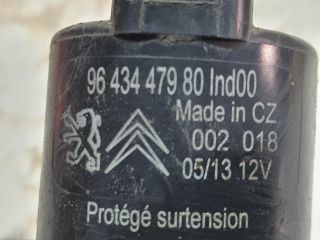 96 434 479 80 Ind00
Made in CZ
002 018
05/13 12V
Protégé surtension